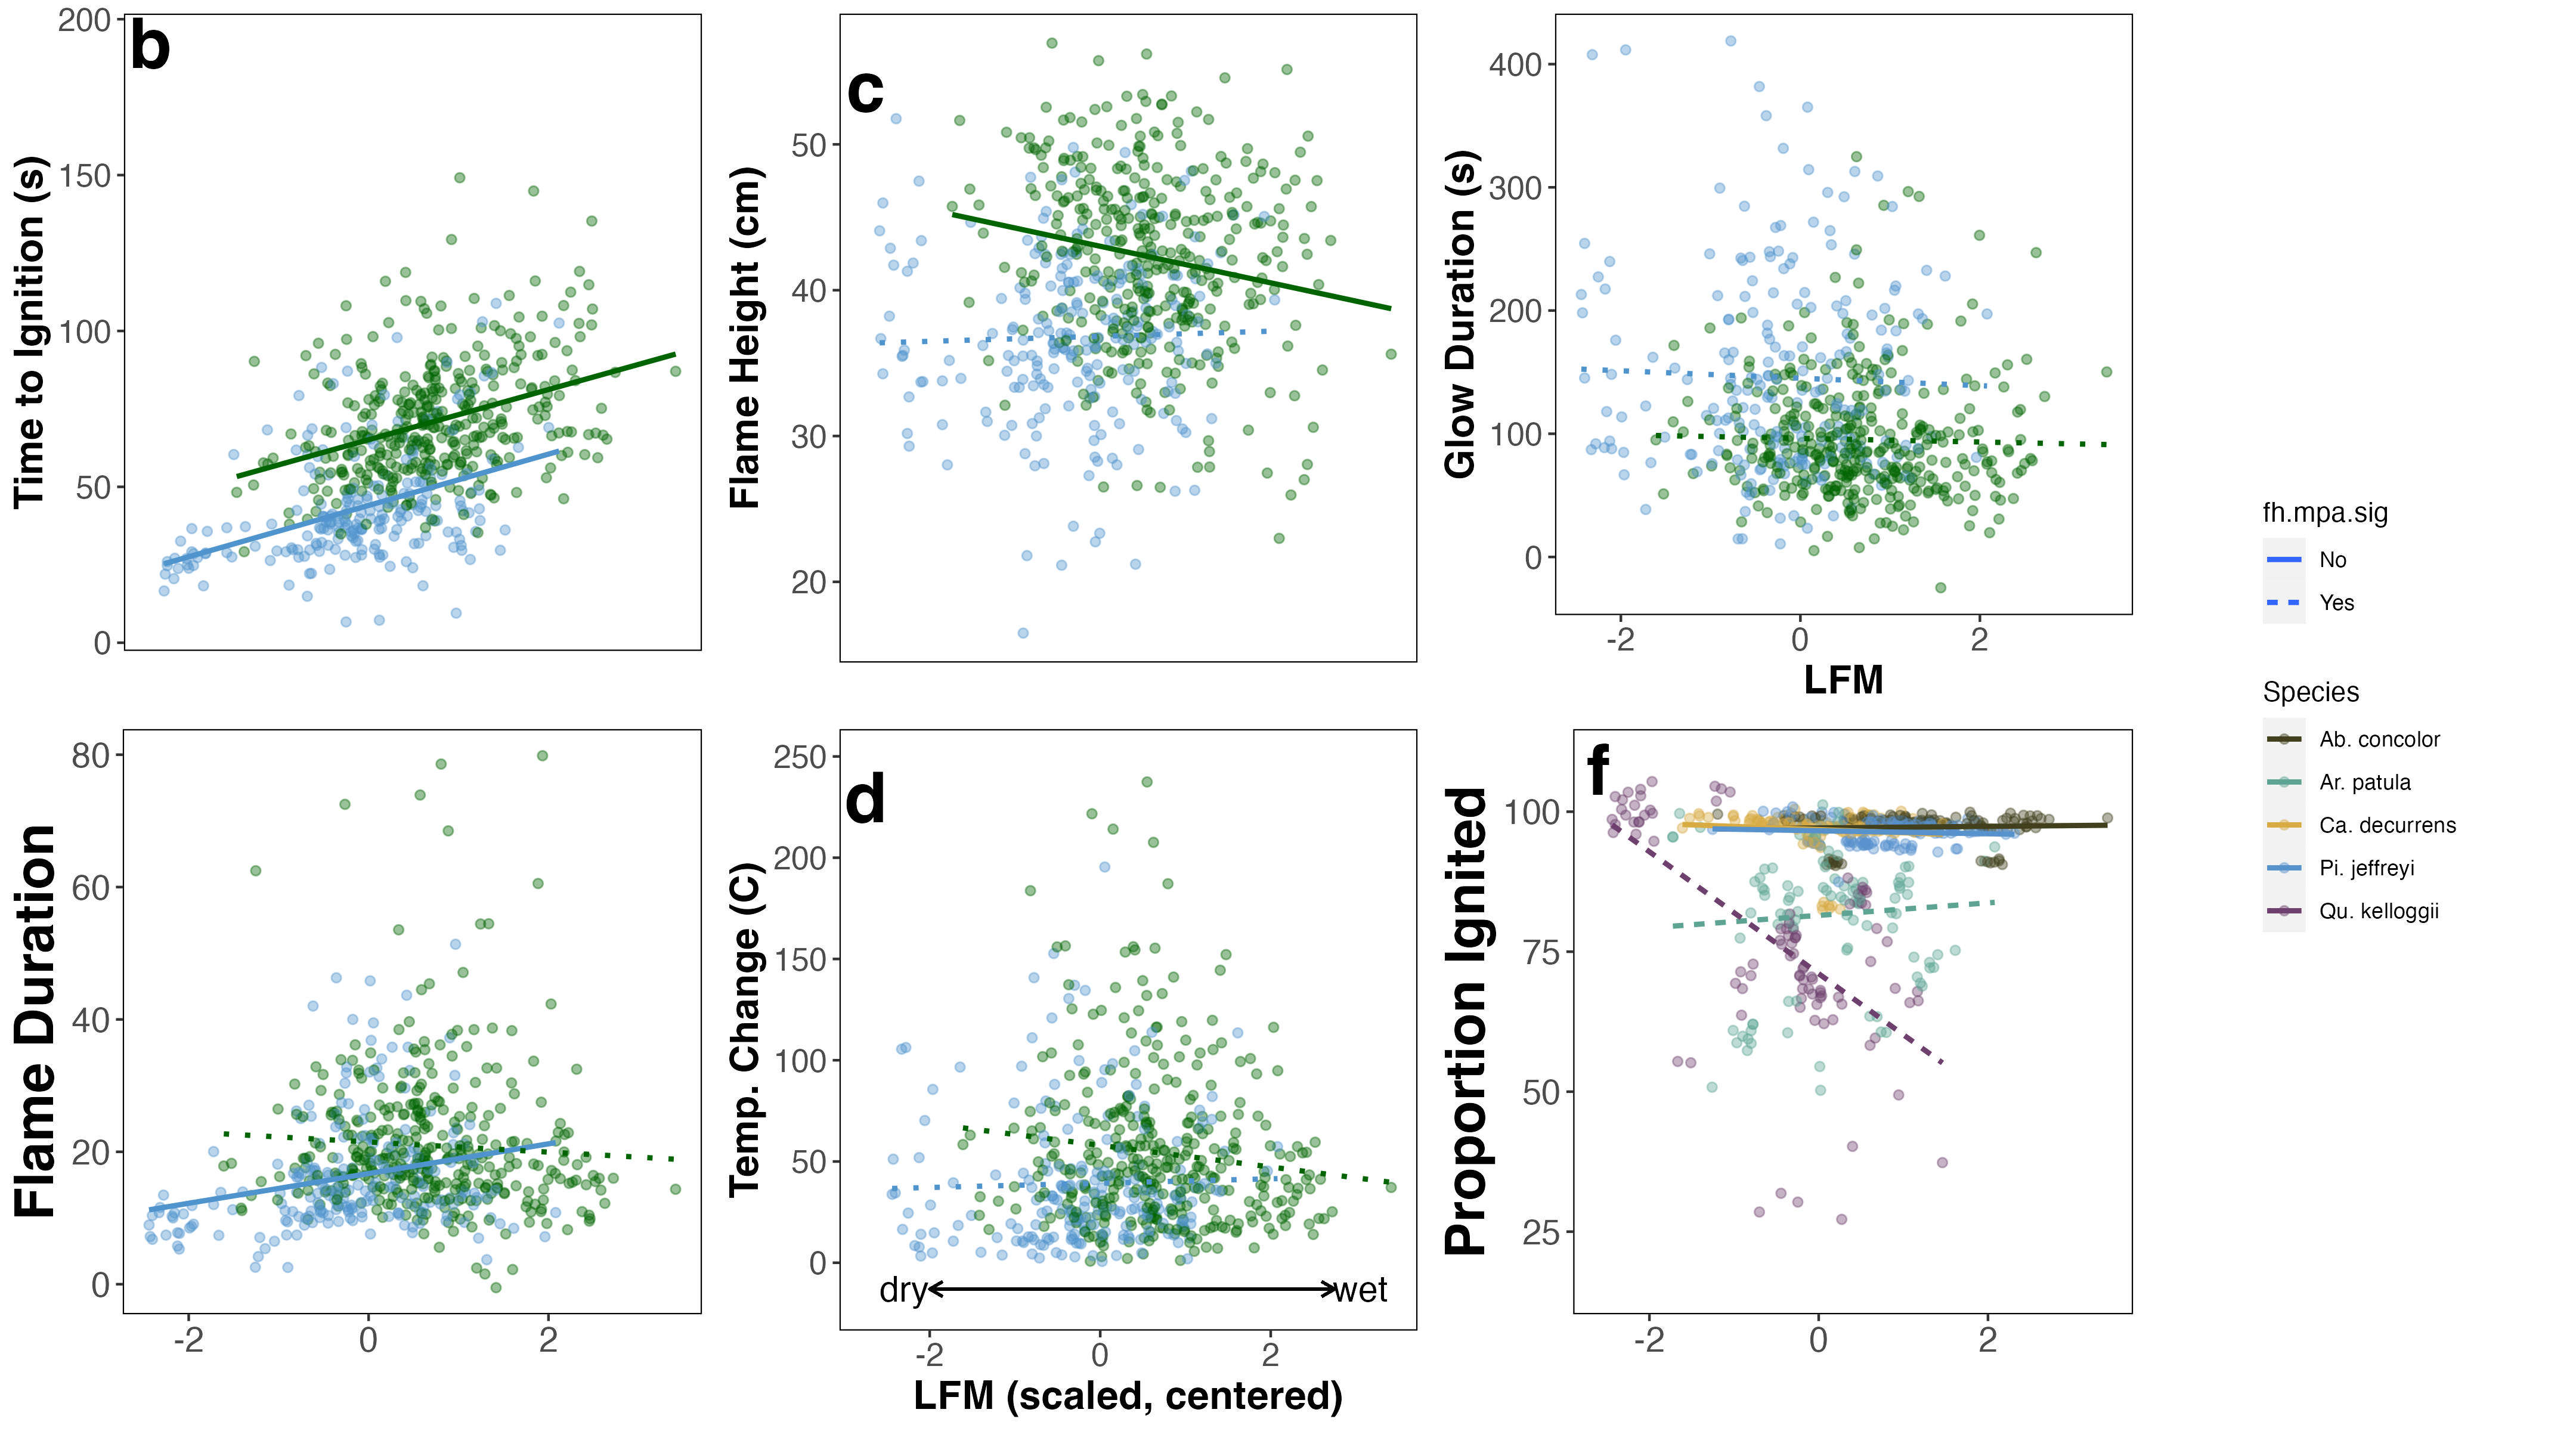 b
Time to Ignition (s)
200
150
100
50
0
c
Flame Height (cm)
50
40
30
20
Glow Duration (s)
400
300
200
100
0
-2 0 2
LFM
fh.mpa.sig
No
Yes
Species
Ab. concolor
Ar. patula
Ca. decurrens
Pi. jeffreyi
Qu. kelloggii
Flame Duration
80
60
40
20
0
-2 0 2
d
Temp. Change (C)
250
200
150
100
50
0
dry wet
-2 0 2
LFM (scaled, centered)
f
Proportion Ignited
100
75
50
25
-2 0 2